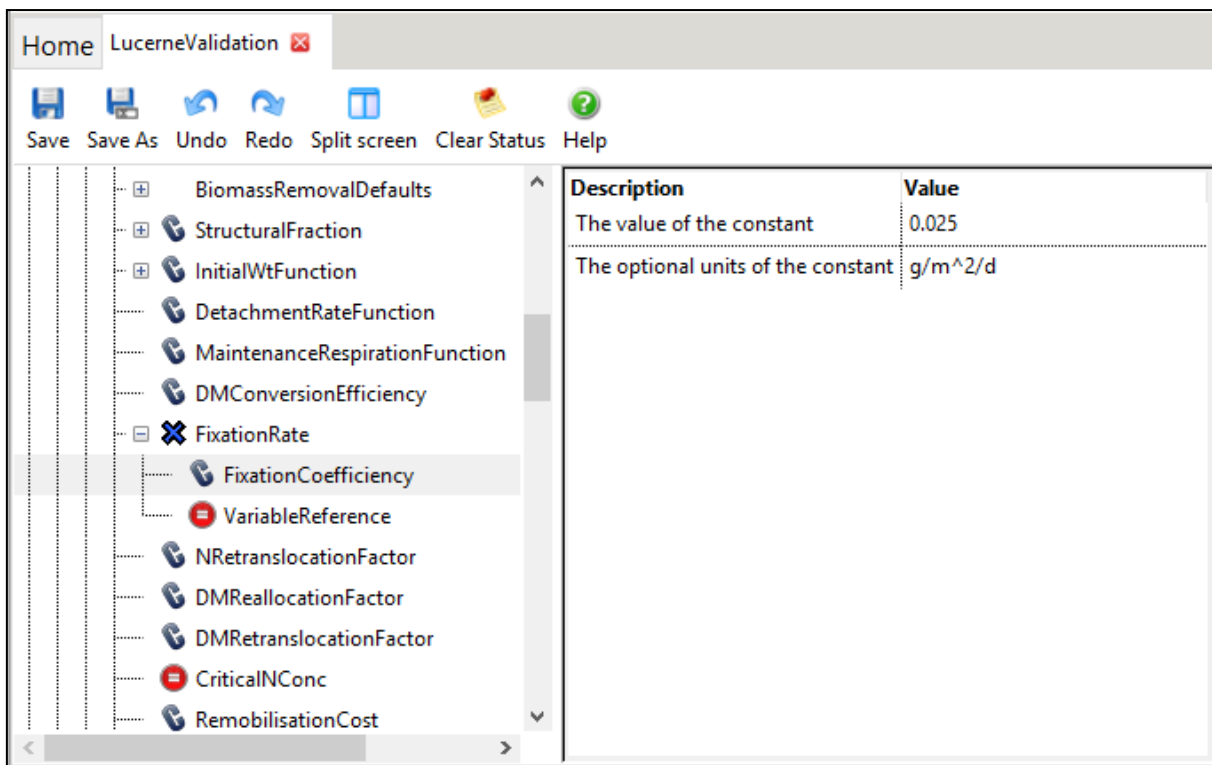 Home LucerneValidation
Save Save As Undo Redo Split screen Clear Status Help
BiomassRemovalDefaults
StructuralFraction
InitialWtFunction
DetachmentRateFunction
MaintenanceRespirationFunction
DMConversionEfficiency
FixationRate
FixationCoefficiency
VariableReference
NRetranslocationFactor
DMReallocationFactor
DMRetranslocationFactor
CriticalNConc
RemobilisationCost
Description Value
The value of the constant 0.025
The optional units of the constant g/m^2/d